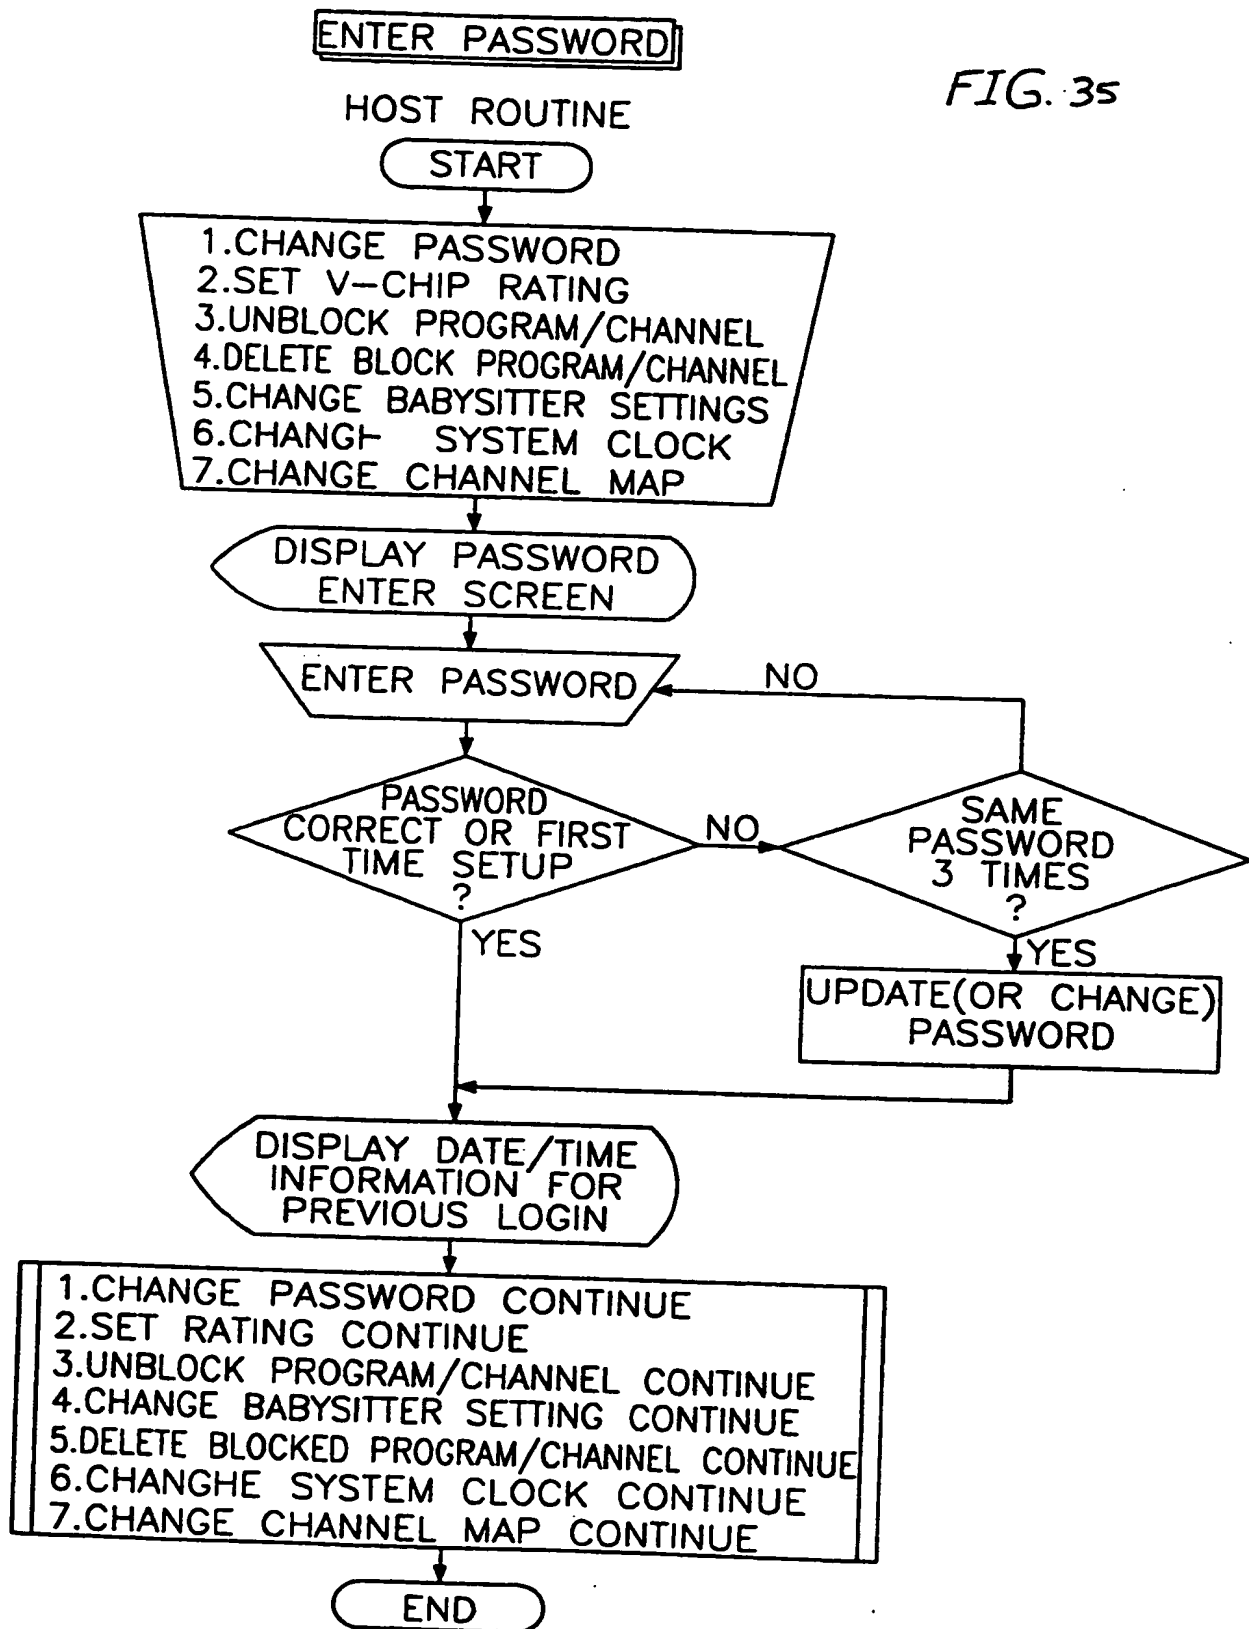 ENTER PASSWORD
FIG. 35
HOST ROUTINE
START
1.CHANGE PASSWORD
2.SET V-CHIP RATING
3.UNBLOCK PROGRAM/CHANNEL
4.DELETE BLOCK PROGRAM/CHANNEL
5.CHANGE BABYSITTER SETTINGS
6.CHANGE SYSTEM CLOCK
7.CHANGE CHANNEL MAP
DISPLAY PASSWORD
ENTER SCREEN
ENTER PASSWORD
NO
PASSWORD
CORRECT OR FIRST
TIME SETUP
?
NO
YES
SAME
PASSWORD
3 TIMES
?
YES
UPDATE(OR CHANGE)
PASSWORD
DISPLAY DATE/TIME
INFORMATION FOR
PREVIOUS LOGIN
1.CHANGE PASSWORD CONTINUE
2.SET RATING CONTINUE
3.UNBLOCK PROGRAM/CHANNEL CONTINUE
4.CHANGE BABYSITTER SETTING CONTINUE
5.DELETE BLOCKED PROGRAM/CHANNEL CONTINUE
6.CHANGHE SYSTEM CLOCK CONTINUE
7.CHANGE CHANNEL MAP CONTINUE
END